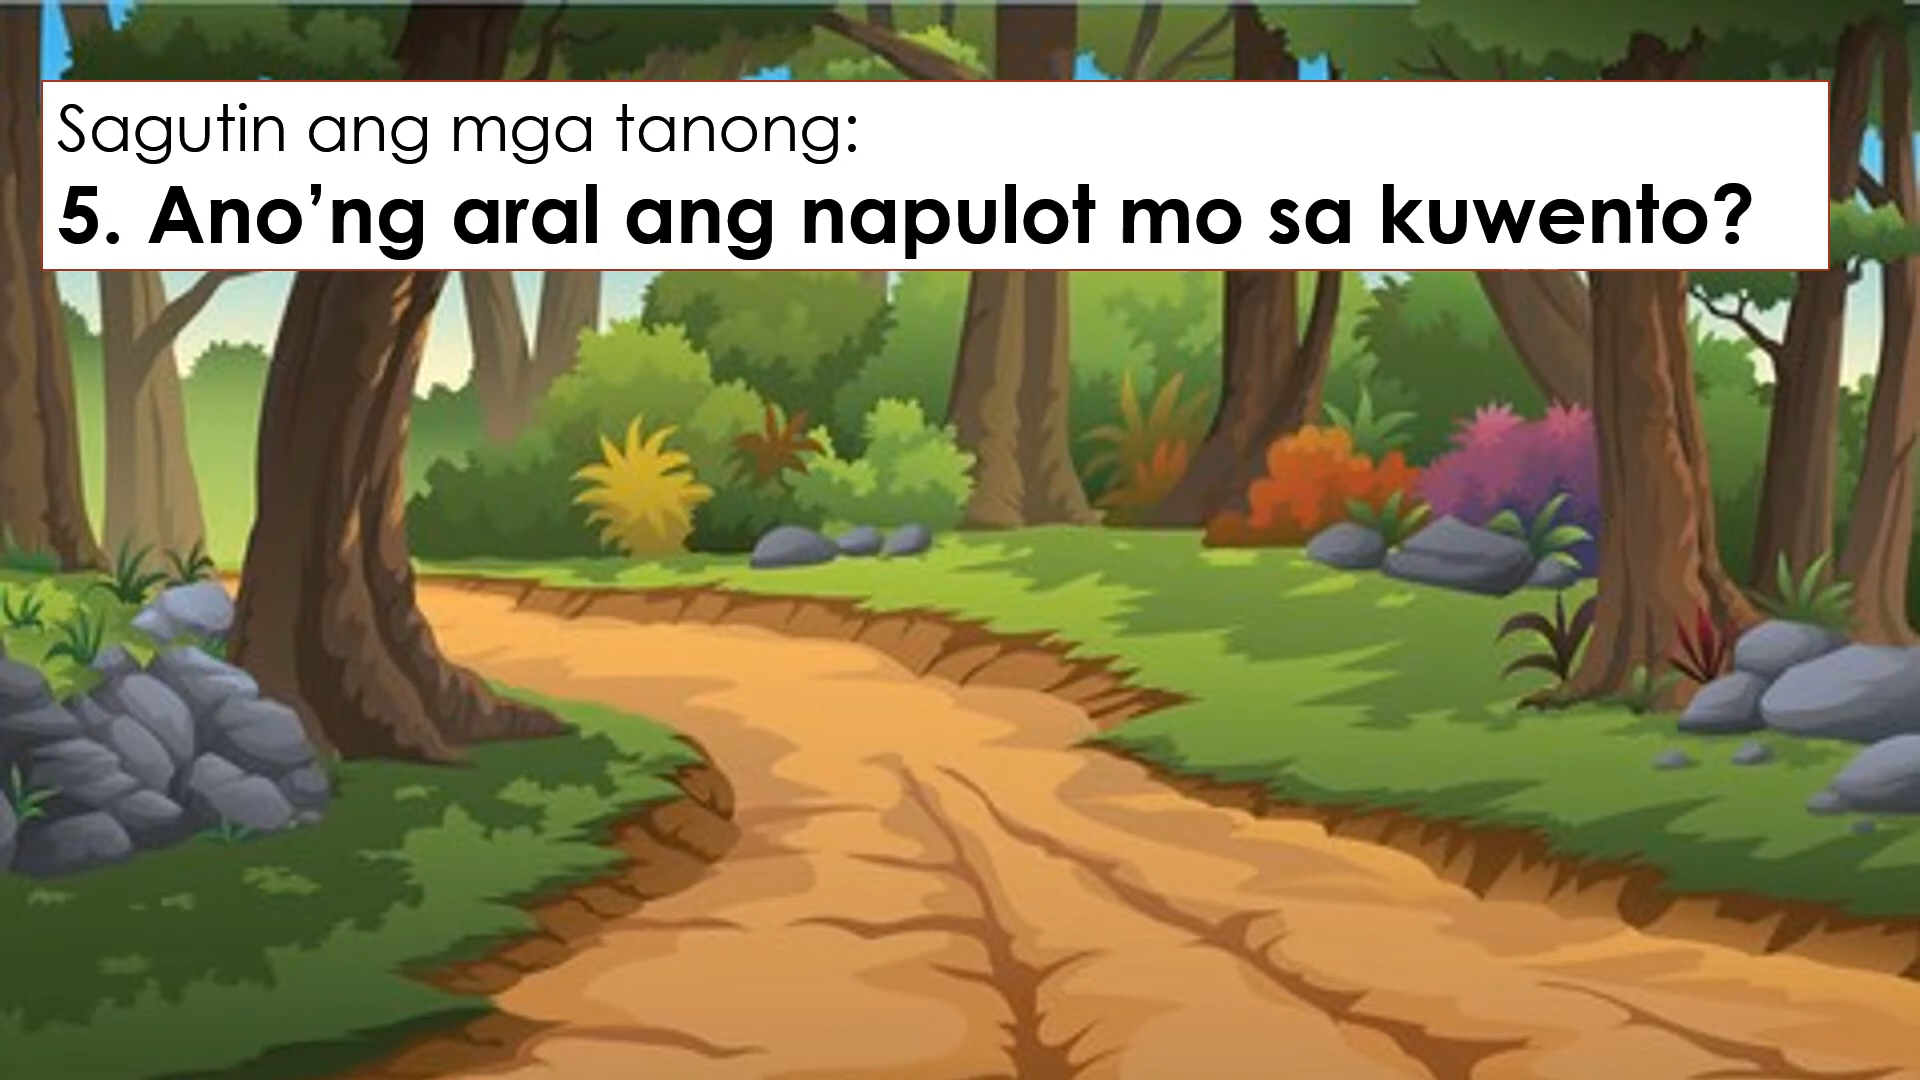 Sagutin ang mga tanong:
5. Ano’ng aral ang napulot mo sa kuwento?